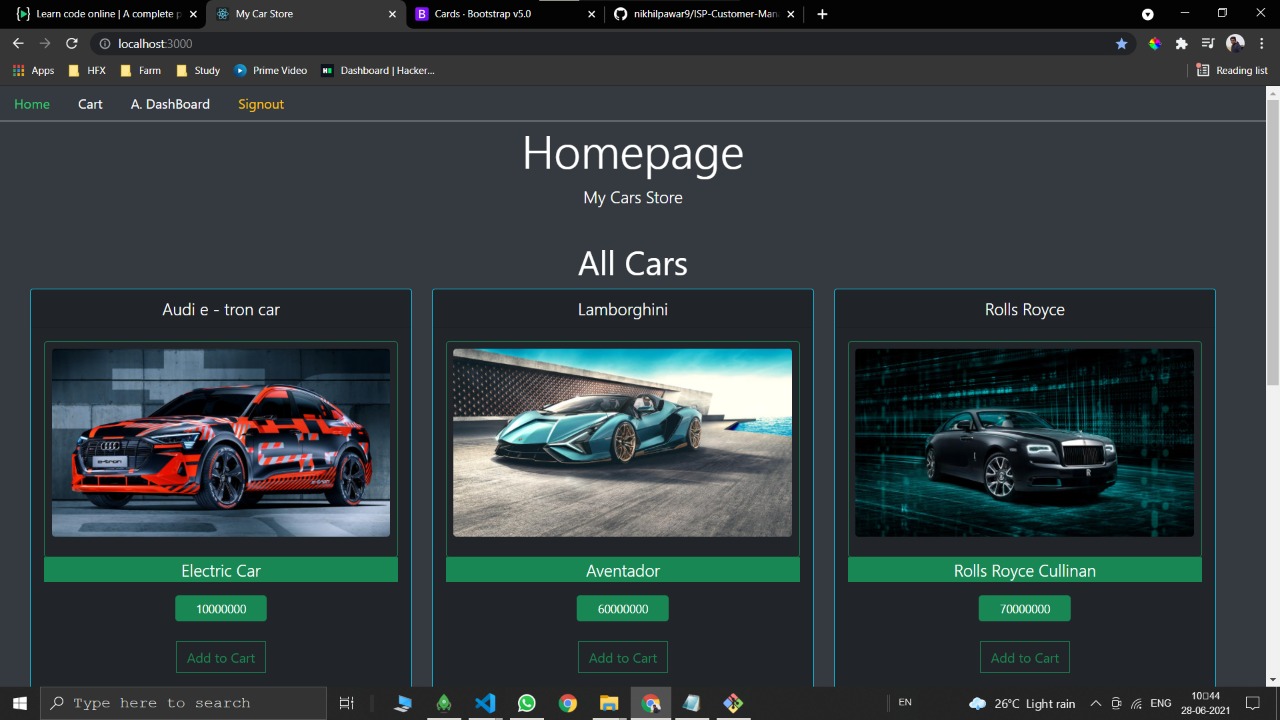 Learn code online | A complete p
My Car Store
Cards · Bootstrap v5.0
nikhilpawar9/ISP-Customer-Man
localhost:3000
Apps
HFX
Farm
Study
Prime Video
Dashboard | Hacker...
Reading list
Home
Cart
A. DashBoard
Signout
Homepage
My Cars Store
All Cars
Audi e - tron car
Lamborghini
Rolls Royce
e-tron
Electric Car
Aventador
Rolls Royce Cullinan
10000000
60000000
70000000
Add to Cart
Add to Cart
Add to Cart
Type here to search
EN
26°C Light rain
ENG
10:44
28-06-2021